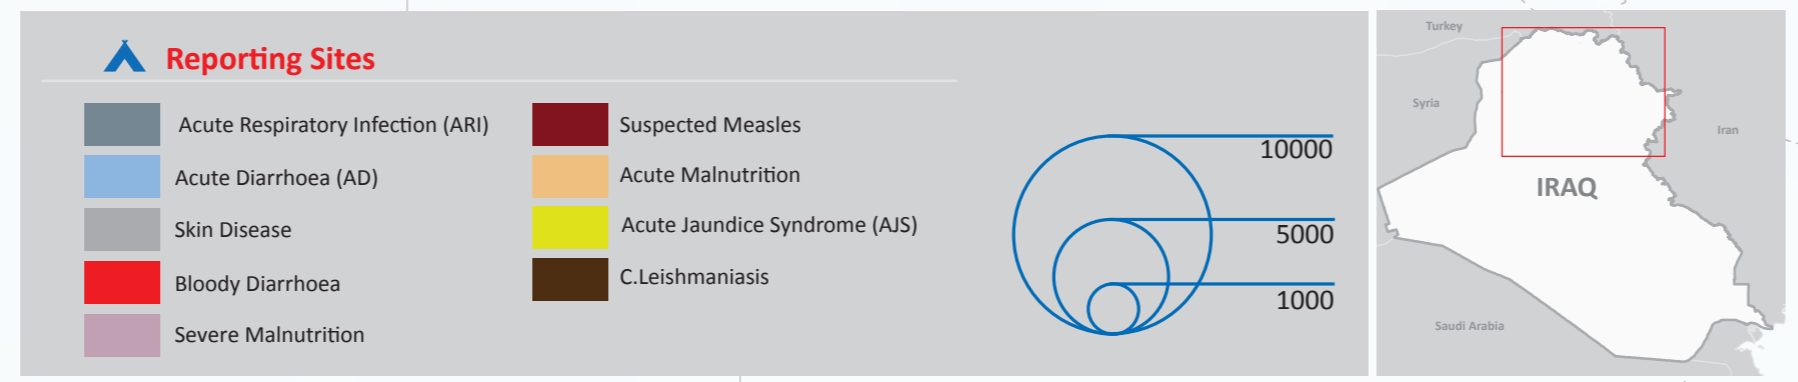 Reporting Sites
Acute Respiratory Infection (ARI)
Acute Diarrhoea (AD)
Skin Disease
Bloody Diarrhoea
Severe Malnutrition
Suspected Measles
Acute Malnutrition
Acute Jaundice Syndrome (AJS)
C.Leishmaniasis
10000
5000
1000
Turkey
Syria
Iran
IRAQ
Saudi Arabia